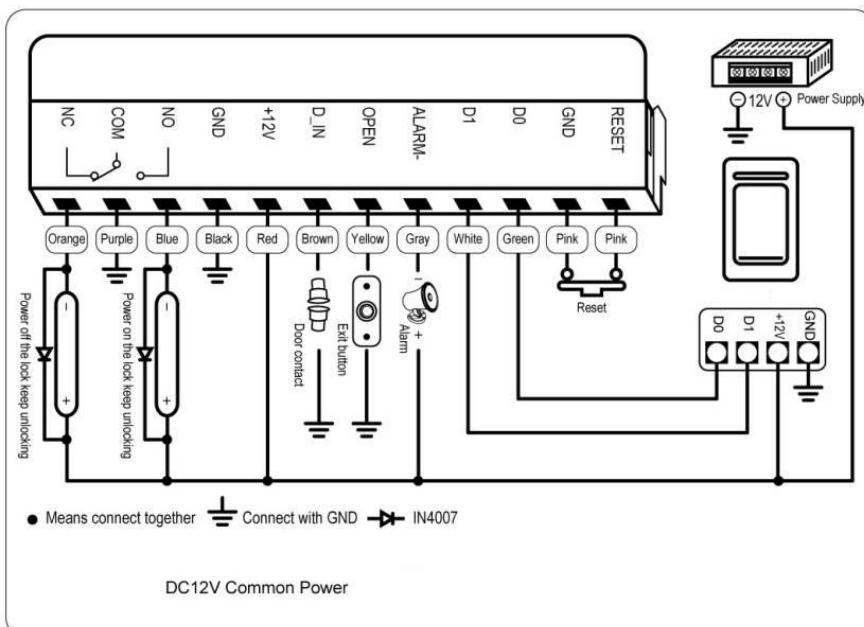 NC COM NO GND +12V D_IN OPEN ALARM- D1 D0 GND RESET
− 12V + Power Supply
Orange Purple Blue Black Red Brown Yellow Gray White Green Pink Pink
Power off the lock keep unlocking
− +
Power on the lock keep unlocking
− +
Door contact
Exit button
− Alarm +
Reset
D0 D1 +12V GND
Means connect together
Connect with GND
IN4007
DC12V Common Power